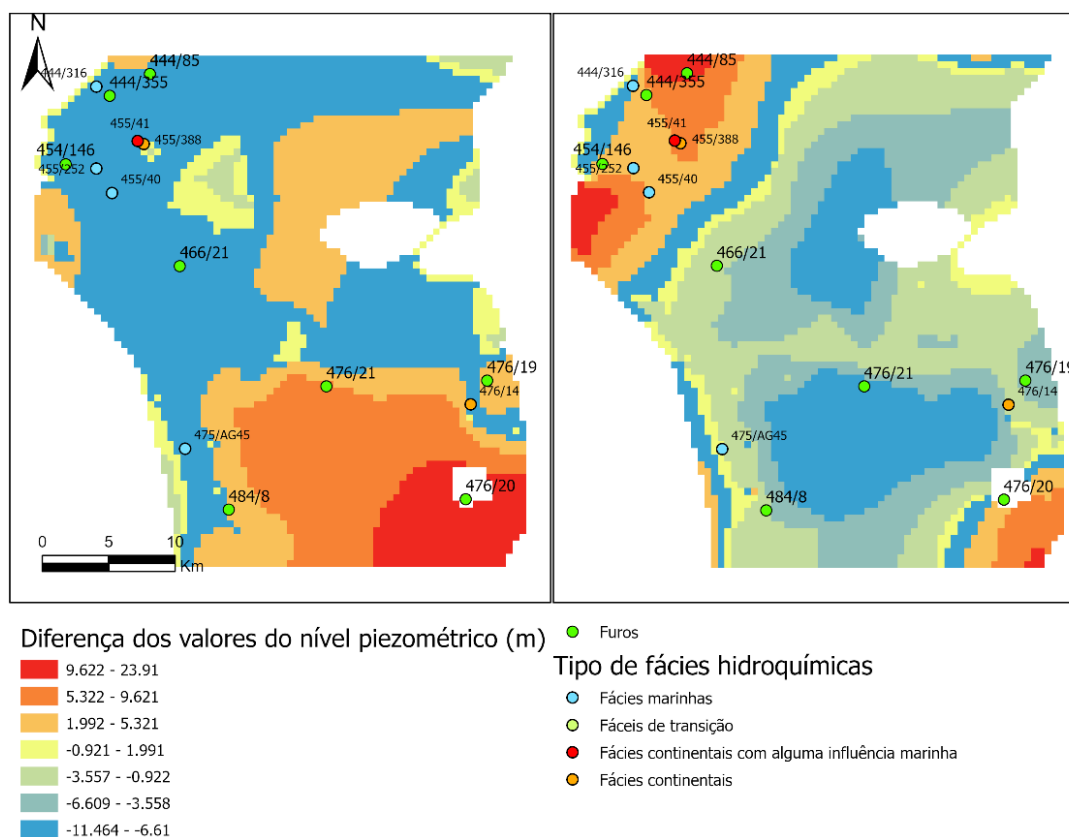 N
444/85
444/316
444/355
455/41
455/388
454/146
455/252
455/40
466/21
476/21
476/19
476/14
475/AG45
484/8
476/20
0 5 10
Km
444/85
444/316
444/355
455/41
455/388
454/146
455/252
455/40
466/21
476/21
476/19
476/14
475/AG45
484/8
476/20
Diferença dos valores do nível piezométrico (m)
9.622 - 23.91
5.322 - 9.621
1.992 - 5.321
-0.921 - 1.991
-3.557 - -0.922
-6.609 - -3.558
-11.464 - -6.61
Furos
Tipo de fácies hidroquímicas
Fácies marinhas
Fáceis de transição
Fácies continentais com alguma influência marinha
Fácies continentais